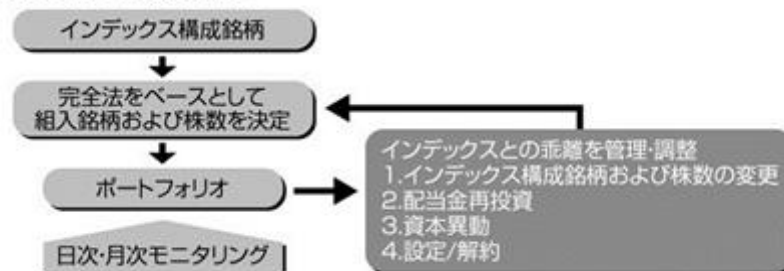 インデックス構成銘柄
完全法をベースとして
組入銘柄および株数を決定
ポートフォリオ
日次・月次モニタリング
インデックスとの乖離を管理・調整
1.インデックス構成銘柄および株数の変更
2.配当金再投資
3.資本異動
4.設定/解約